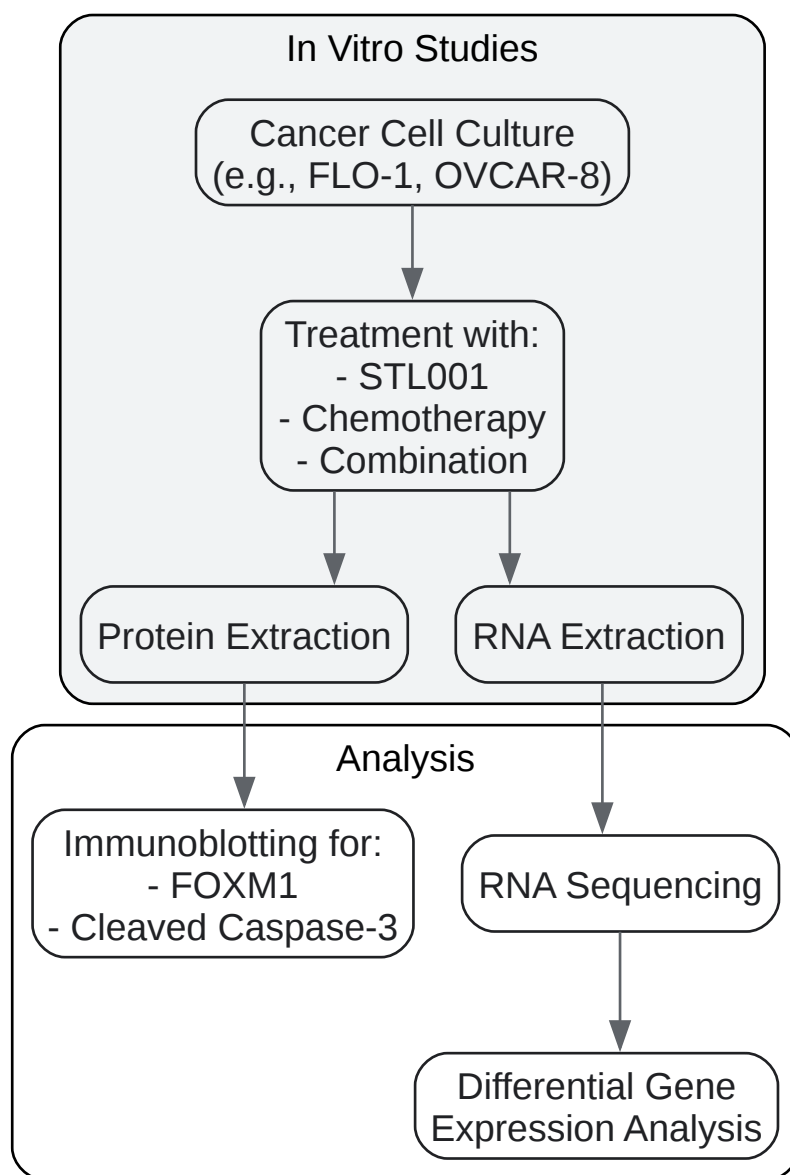 In Vitro Studies
Cancer Cell Culture
(e.g., FLO-1, OVCAR-8)
Treatment with:
- STL001
- Chemotherapy
- Combination
Protein Extraction
RNA Extraction
Analysis
Immunoblotting for:
- FOXM1
- Cleaved Caspase-3
RNA Sequencing
Differential Gene
Expression Analysis